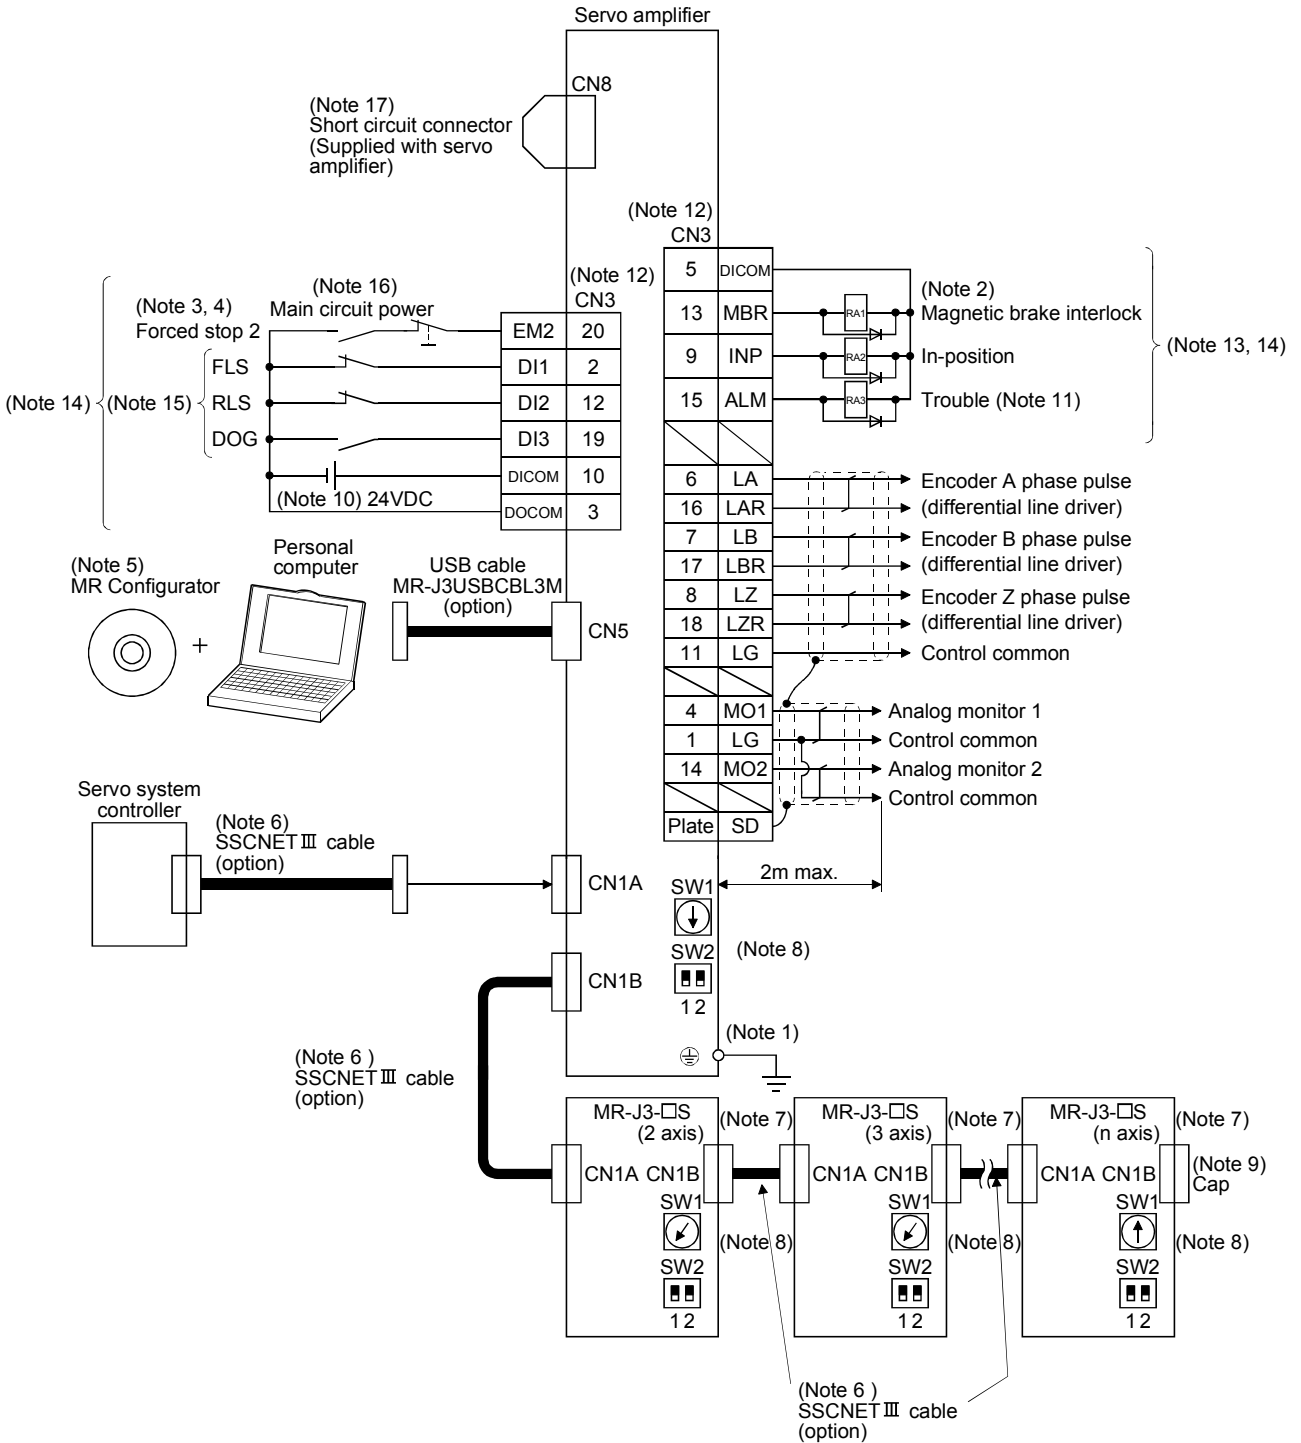 Servo amplifier
CN8
(Note 17)
Short circuit connector
(Supplied with servo
amplifier)
(Note 12)
CN3
5 DICOM
13 MBR
9 INP
15 ALM
6 LA
16 LAR
7 LB
17 LBR
8 LZ
18 LZR
11 LG
4 MO1
1 LG
14 MO2
Plate SD
RA1
RA2
RA3
(Note 2)
Magnetic brake interlock
In-position
Trouble (Note 11)
(Note 13, 14)
Encoder A phase pulse
(differential line driver)
Encoder B phase pulse
(differential line driver)
Encoder Z phase pulse
(differential line driver)
Control common
Analog monitor 1
Control common
Analog monitor 2
Control common
2m max.
(Note 12)
CN3
EM2 20
DI1 2
DI2 12
DI3 19
DICOM 10
DOCOM 3
(Note 16)
Main circuit power
(Note 3, 4)
Forced stop 2
(Note 14)
(Note 15)
FLS
RLS
DOG
(Note 10) 24VDC
(Note 5)
MR Configurator
+
Personal
computer
USB cable
MR-J3USBCBL3M
(option)
CN5
Servo system
controller
(Note 6)
SSCNETⅢ cable
(option)
CN1A
SW1
SW2
1 2
(Note 8)
CN1B
(Note 1)
(Note 6 )
SSCNETⅢ cable
(option)
MR-J3-□S
(2 axis)
(Note 7)
CN1A CN1B
SW1
(Note 8)
SW2
1 2
MR-J3-□S
(3 axis)
(Note 7)
CN1A CN1B
SW1
(Note 8)
SW2
1 2
MR-J3-□S
(n axis)
(Note 7)
CN1A CN1B
(Note 9)
Cap
SW1
(Note 8)
SW2
1 2
(Note 6 )
SSCNETⅢ cable
(option)